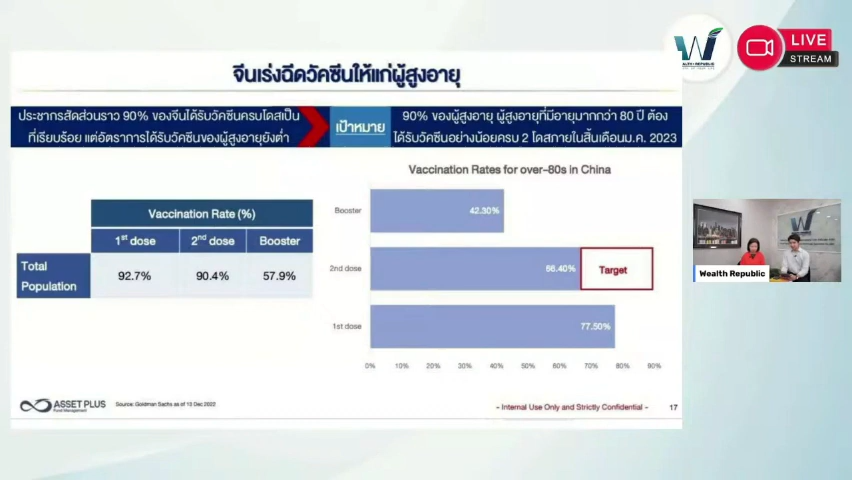 W
WEALTH REPUBLIC
LIVE
STREAM
จีนเร่งฉีดวัคซีนให้แก่ผู้สูงอายุ
ประชากรสัดส่วนราว 90% ของจีนได้รับวัคซีนครบโดสเป็น
ที่เรียบร้อย แต่อัตราการได้รับวัคซีนของผู้สูงอายุยังต่ำ
เป้าหมาย
90% ของผู้สูงอายุ ผู้สูงอายุที่มีอายุมากกว่า 80 ปี ต้อง
ได้รับวัคซีนอย่างน้อยครบ 2 โดสภายในสิ้นเดือนม.ค. 2023
Vaccination Rate (%)
1st dose 2nd dose Booster
Total
Population
92.7% 90.4% 57.9%
Vaccination Rates for over-80s in China
Booster 42.30%
2nd dose 66.40% Target
1st dose 77.50%
0% 10% 20% 30% 40% 50% 60% 70% 80% 90%
Wealth Republic
ASSET PLUS
Fund Management
Source: Goldman Sachs as of 13 Dec 2022
- Internal Use Only and Strictly Confidential -
17